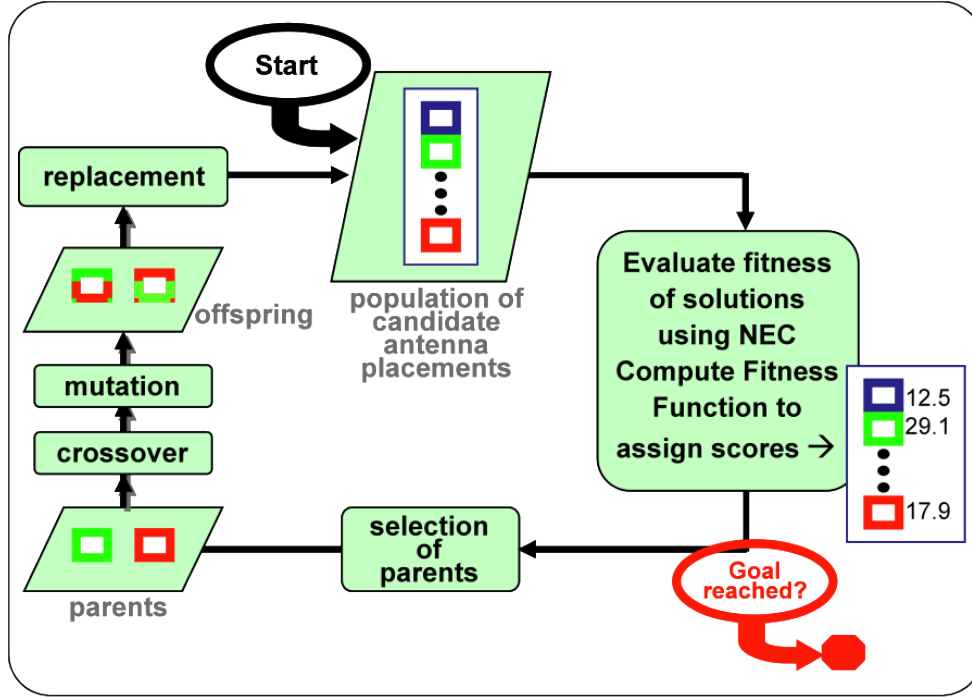 Start
replacement
offspring
mutation
crossover
parents
population of
candidate
antenna
placements
Evaluate fitness
of solutions
using NEC
Compute Fitness
Function to
assign scores →
12.5
29.1
17.9
selection
of
parents
Goal
reached?